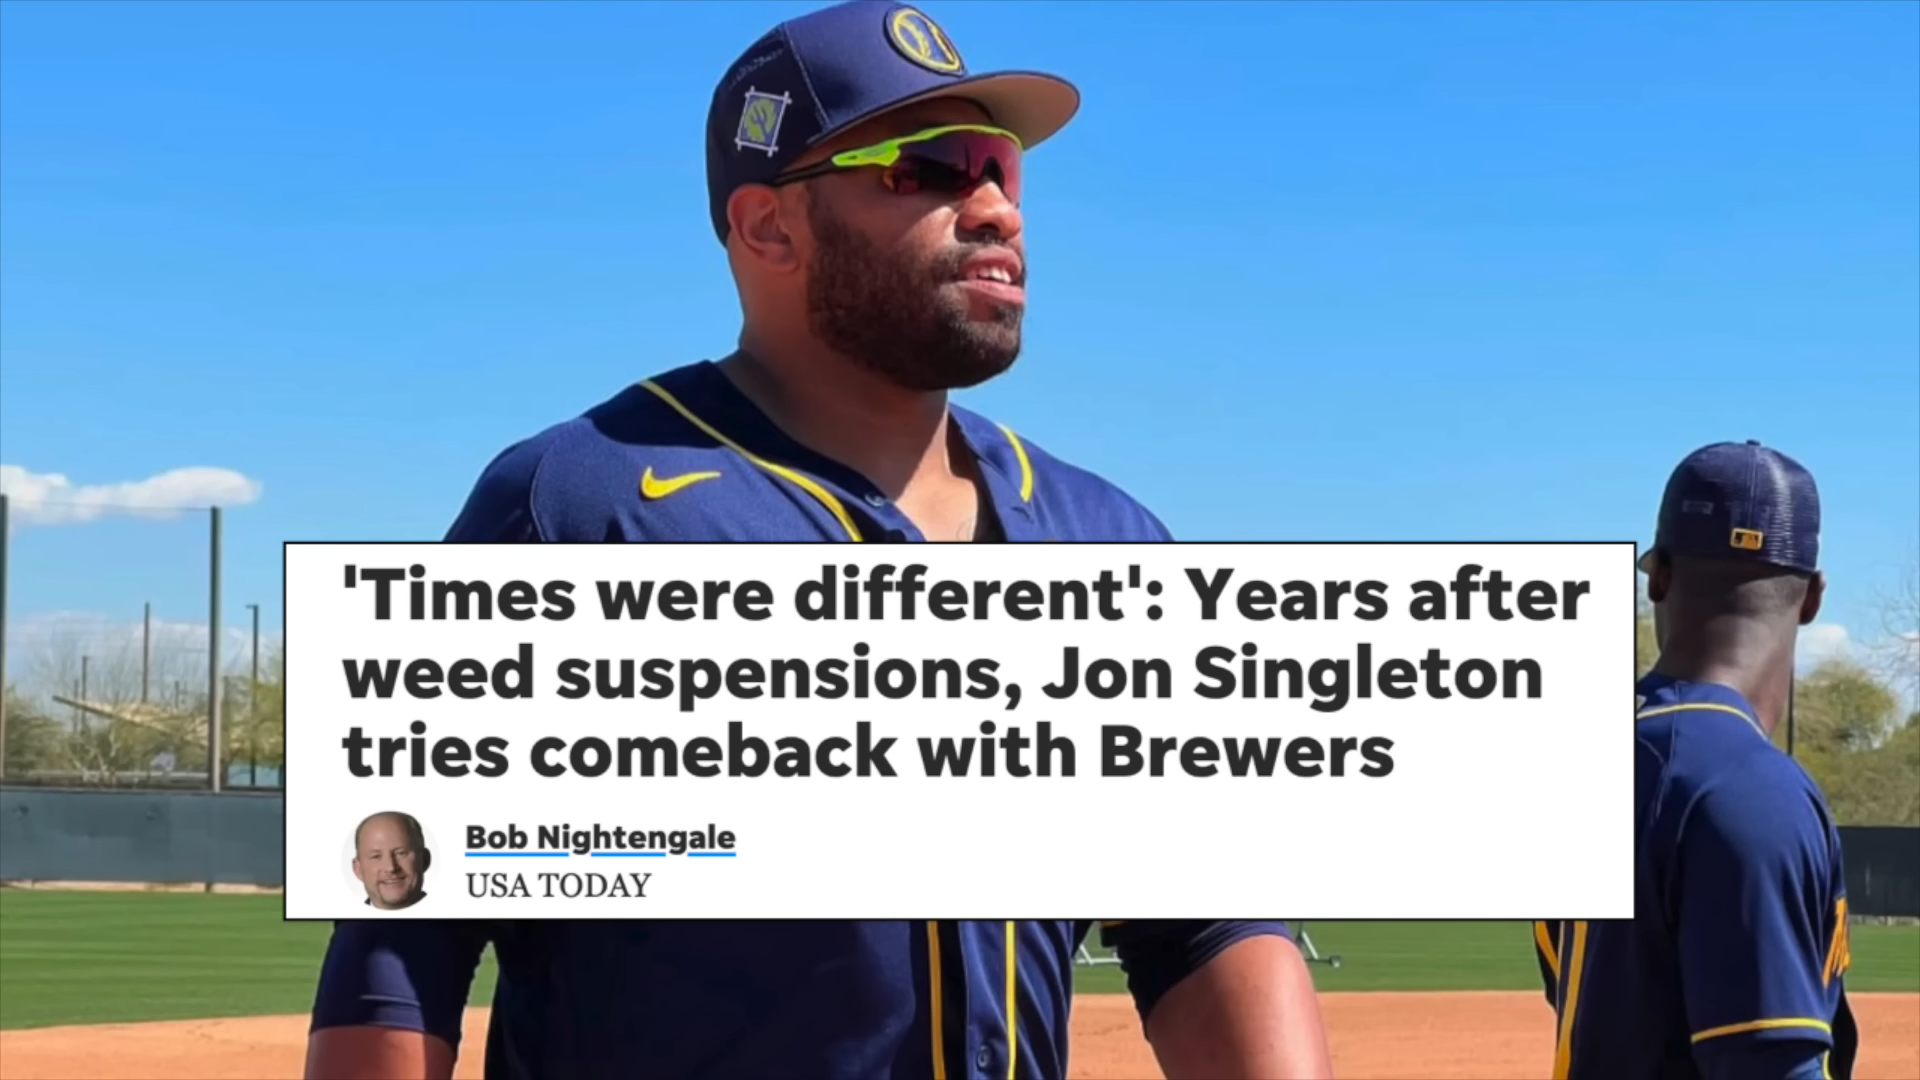 'Times were different': Years after
weed suspensions, Jon Singleton
tries comeback with Brewers
Bob Nightengale
USA TODAY